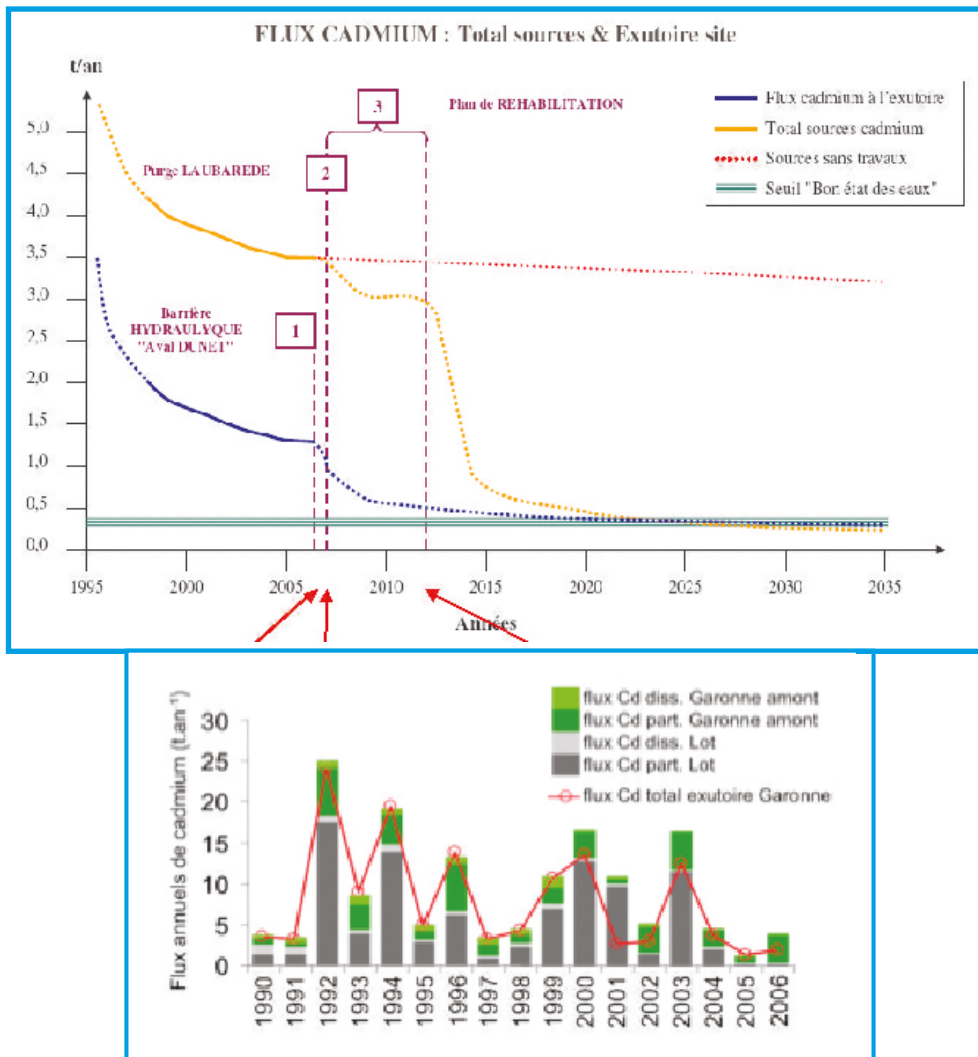 FLUX CADMIUM : Total sources & Exutoire site
t/an
3
Plan de REHABILITATION
Flux cadmium à l'exutoire
Total sources cadmium
Sources sans travaux
Seuil "Bon état des eaux"
5,0
4,5
4,0
3,5
3,0
2,5
2,0
1,5
1,0
0,5
0,0
Purge LAUBAREDE
2
Barrière
HYDRAULYQUE
"Aval DUNET"
1
1995
2000
2005
2010
2015
2020
2025
2030
2035
Années
flux Cd diss. Garonne amont
flux Cd part. Garonne amont
flux Cd diss. Lot
flux Cd part. Lot
flux Cd total exutoire Garonne
Flux annuels de cadmium (t.an⁻¹)
30
25
20
15
10
5
0
1990
1991
1992
1993
1994
1995
1996
1997
1998
1999
2000
2001
2002
2003
2004
2005
2006